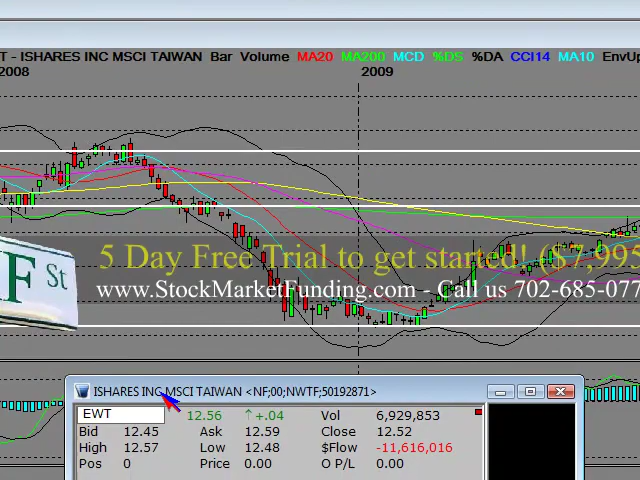 T - ISHARES INC MSCI TAIWAN Bar Volume MA20 MA200 MCD %DS %DA CCI14 MA10 EnvUp
2008 2009
F St
5 Day Free Trial to get started! ($7,995
www.StockMarketFunding.com - Call us 702-685-077
ISHARES INC MSCI TAIWAN <NF;00;NWTF;50192871>
EWT 12.56 ↑ +.04 Vol 6,929,853
Bid 12.45 Ask 12.59 Close 12.52
High 12.57 Low 12.48 $Flow -11,616,016
Pos 0 Price 0.00 O P/L 0.00